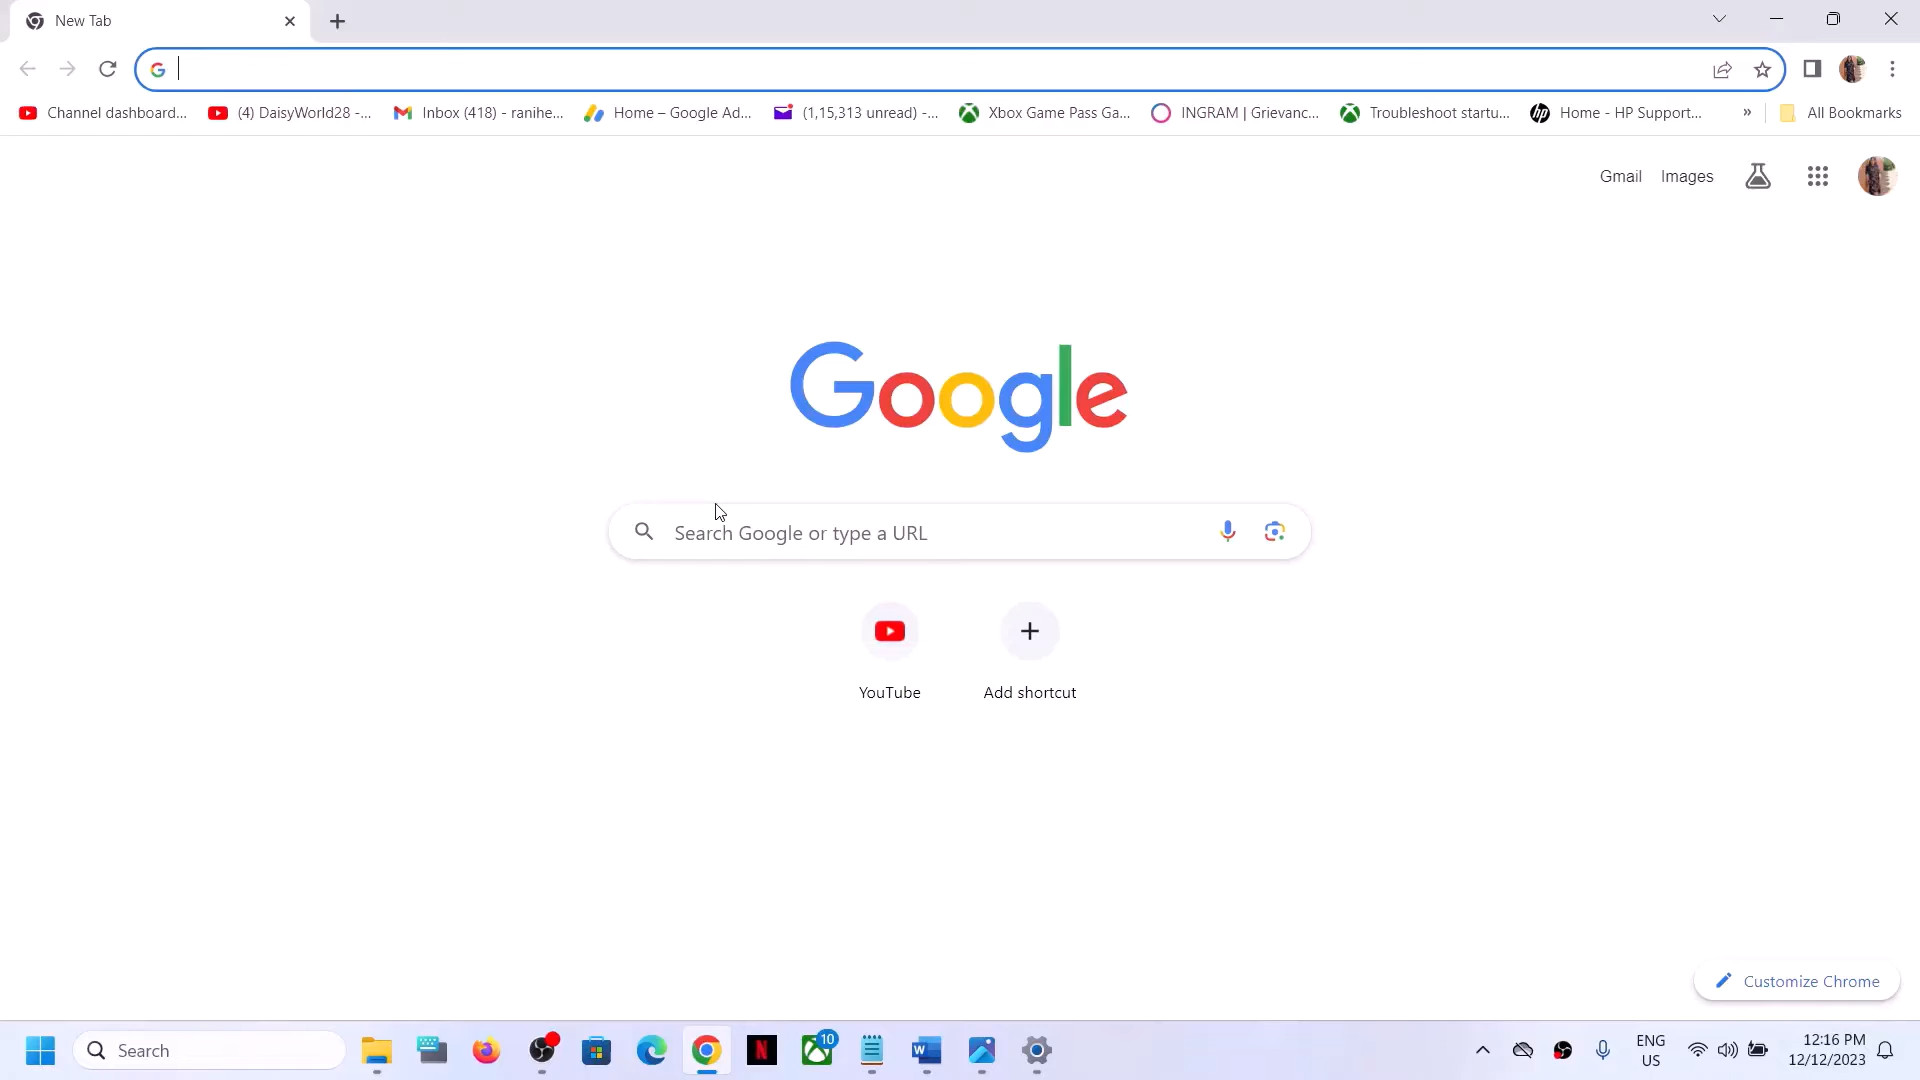 New Tab
Channel dashboard...
(4) DaisyWorld28 -...
Inbox (418) - ranihe...
Home – Google Ad...
(1,15,313 unread) -...
Xbox Game Pass Ga...
INGRAM | Grievanc...
Troubleshoot startu...
Home - HP Support...
»
All Bookmarks
Gmail
Images
Google
Search Google or type a URL
YouTube
Add shortcut
Customize Chrome
Search
10
ENG
US
12:16 PM
12/12/2023